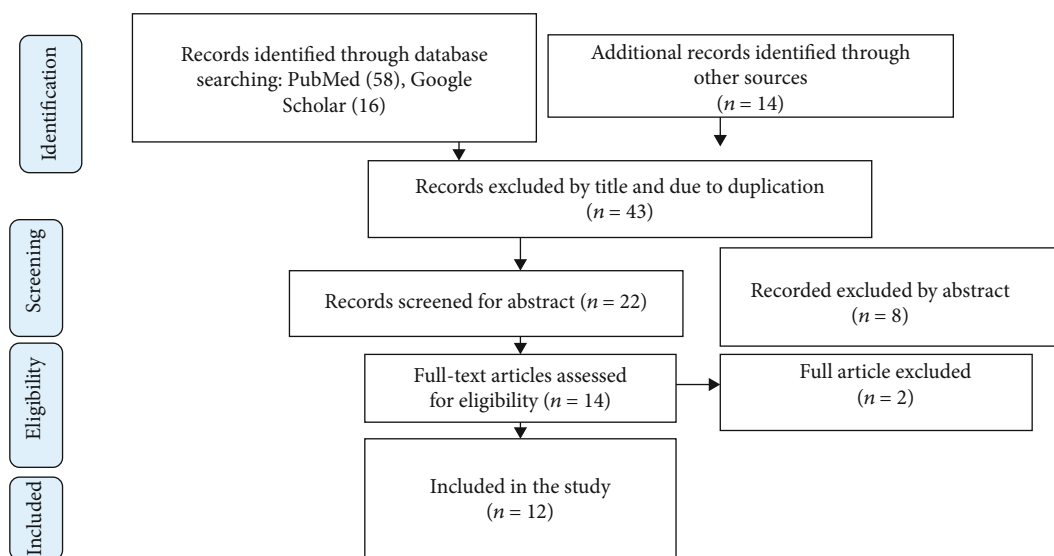 Identification
Records identified through database
searching: PubMed (58), Google
Scholar (16)
Additional records identified through
other sources
(n = 14)
Records excluded by title and due to duplication
(n = 43)
Screening
Records screened for abstract (n = 22)
Recorded excluded by abstract
(n = 8)
Eligibility
Full-text articles assessed
for eligibility (n = 14)
Full article excluded
(n = 2)
Included
Included in the study
(n = 12)